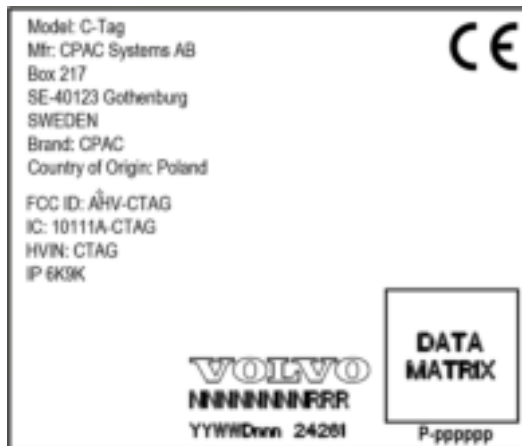 Model: C-Tag
Mfr: CPAC Systems AB
Box 217
SE-40123 Gothenburg
SWEDEN
Brand: CPAC
Country of Origin: Poland
FCC ID: AHV-CTAG
IC: 10111A-CTAG
HVIN: CTAG
IP 6K9K
CE
DATA
MATRIX
VOLVO
NNNNNNNNRRR
YYWWDnnn 24261
P-pppppp